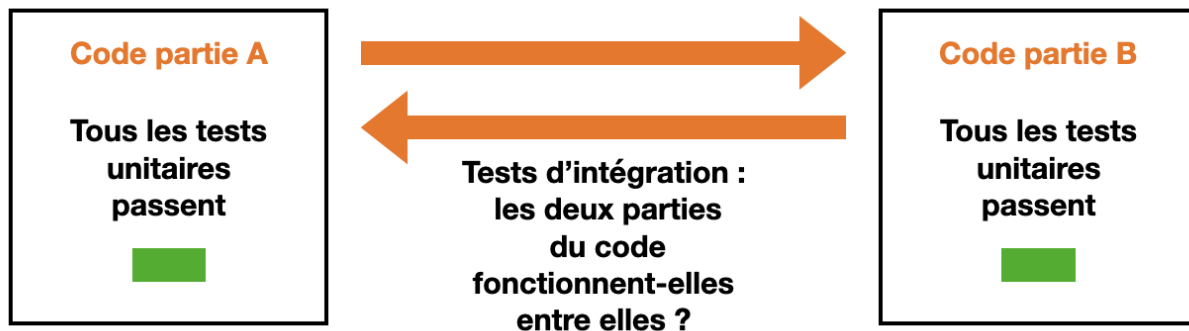 Code partie A
Tous les tests
unitaires
passent
Tests d’intégration :
les deux parties
du code
fonctionnent-elles
entre elles ?
Code partie B
Tous les tests
unitaires
passent